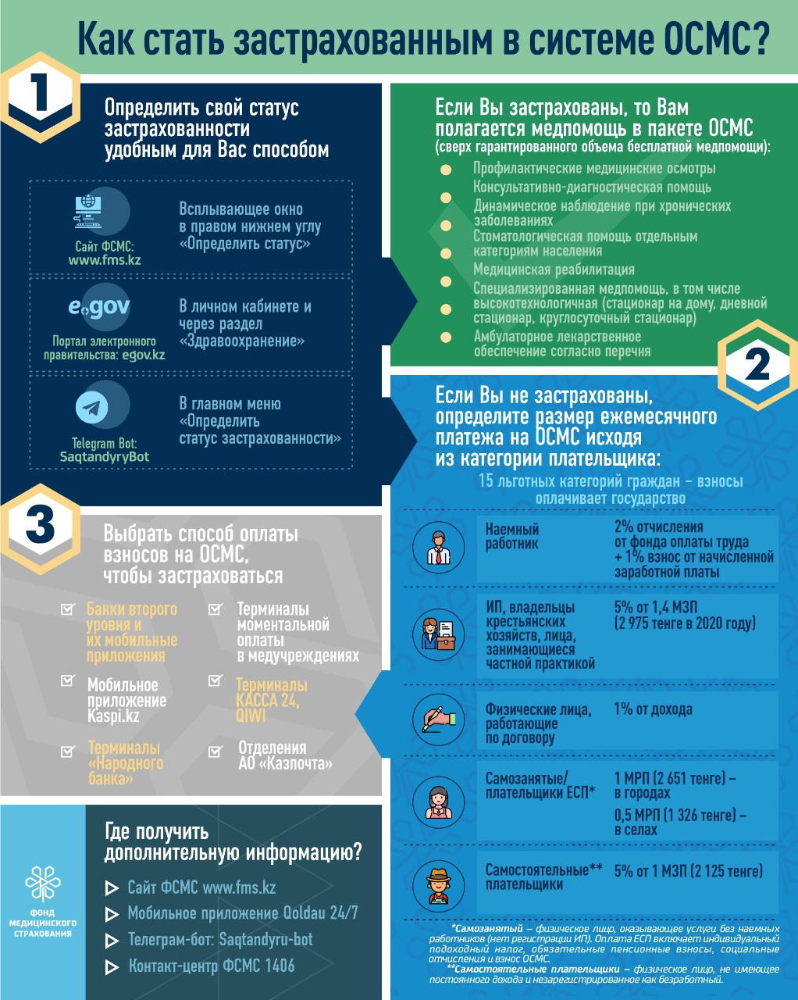 Как стать застрахованным в системе ОСМС?
1
Определить свой статус
застрахованности
удобным для Вас способом
Сайт ФСМС:
www.fms.kz
Всплывающее окно
в правом нижнем углу
«Определить статус»
e.gov
Портал электронного
правительства: egov.kz
В личном кабинете и
через раздел
«Здравоохранение»
Telegram Bot:
SaqtandyryBot
В главном меню
«Определить
статус застрахованности»
Если Вы застрахованы, то Вам
полагается медпомощь в пакете ОСМС
(сверх гарантированного объема бесплатной медпомощи):
Профилактические медицинские осмотры
Консультативно-диагностическая помощь
Динамическое наблюдение при хронических
заболеваниях
Стоматологическая помощь отдельным
категориям населения
Медицинская реабилитация
Специализированная медпомощь, в том числе
высокотехнологичная (стационар на дому, дневной
стационар, круглосуточный стационар)
Амбулаторное лекарственное
обеспечение согласно перечня
2
Если Вы не застрахованы,
определите размер ежемесячного
платежа на ОСМС исходя
из категории плательщика:
15 льготных категорий граждан – взносы
оплачивает государство
Наемный
работник
2% отчисления
от фонда оплаты труда
+ 1% взнос от начисленной
заработной платы
ИП, владельцы
крестьянских
хозяйств, лица,
занимающиеся
частной практикой
5% от 1,4 МЗП
(2 975 тенге в 2020 году)
Физические лица,
работающие
по договору
1% от дохода
Самозанятые/
плательщики ЕСП*
1 МРП (2 651 тенге) –
в городах
0,5 МРП (1 326 тенге) –
в селах
Самостоятельные**
плательщики
5% от 1 МЗП (2 125 тенге)
*Самозанятый – физическое лицо, оказывающее услуги без наемных
работников (нет регистрации ИП). Оплата ЕСП включает индивидуальный
подоходный налог, обязательные пенсионные взносы, социальные
отчисления и взнос ОСМС.
**Самостоятельные плательщики – физическое лицо, не имеющее
постоянного дохода и незарегистрированное как безработный.
3
Выбрать способ оплаты
взносов на ОСМС,
чтобы застраховаться
Банки второго
уровня и
их мобильные
приложения
Мобильное
приложение
Kaspi.kz
Терминалы
«Народного
банка»
Терминалы
моментальной
оплаты
в медучреждениях
Терминалы
КАССА 24,
QIWI
Отделения
АО «Казпочта»
ФОНД
МЕДИЦИНСКОГО
СТРАХОВАНИЯ
Где получить
дополнительную информацию?
Сайт ФСМС www.fms.kz
Мобильное приложение Qoldau 24/7
Телеграм-бот: Saqtandyru-bot
Контакт-центр ФСМС 1406